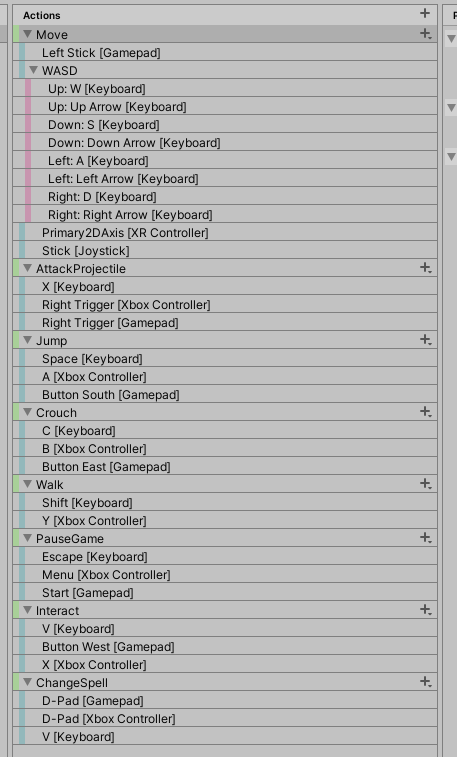 Actions
Move
Left Stick [Gamepad]
WASD
Up: W [Keyboard]
Up: Up Arrow [Keyboard]
Down: S [Keyboard]
Down: Down Arrow [Keyboard]
Left: A [Keyboard]
Left: Left Arrow [Keyboard]
Right: D [Keyboard]
Right: Right Arrow [Keyboard]
Primary2DAxis [XR Controller]
Stick [Joystick]
AttackProjectile
X [Keyboard]
Right Trigger [Xbox Controller]
Right Trigger [Gamepad]
Jump
Space [Keyboard]
A [Xbox Controller]
Button South [Gamepad]
Crouch
C [Keyboard]
B [Xbox Controller]
Button East [Gamepad]
Walk
Shift [Keyboard]
Y [Xbox Controller]
PauseGame
Escape [Keyboard]
Menu [Xbox Controller]
Start [Gamepad]
Interact
V [Keyboard]
Button West [Gamepad]
X [Xbox Controller]
ChangeSpell
D-Pad [Gamepad]
D-Pad [Xbox Controller]
V [Keyboard]